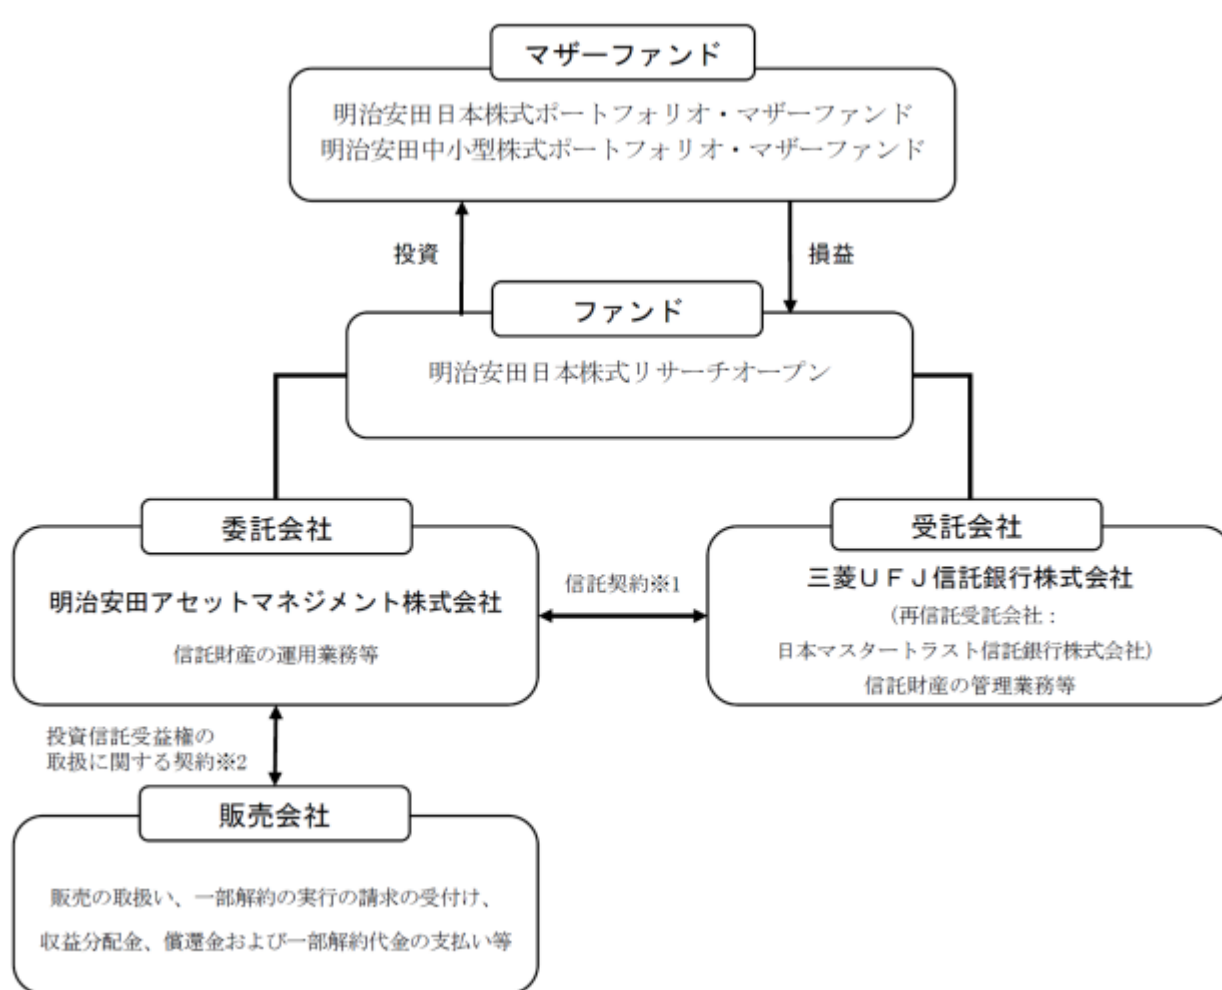 マザーファンド
明治安田日本株式ポートフォリオ・マザーファンド
明治安田中小型株式ポートフォリオ・マザーファンド
投資
損益
ファンド
明治安田日本株式リサーチオープン
委託会社
明治安田アセットマネジメント株式会社
信託財産の運用業務等
信託契約※1
受託会社
三菱ＵＦＪ信託銀行株式会社
（再信託受託会社：
日本マスタートラスト信託銀行株式会社）
信託財産の管理業務等
投資信託受益権の
取扱に関する契約※2
販売会社
販売の取扱い、一部解約の実行の請求の受付け、
収益分配金、償還金および一部解約代金の支払い等